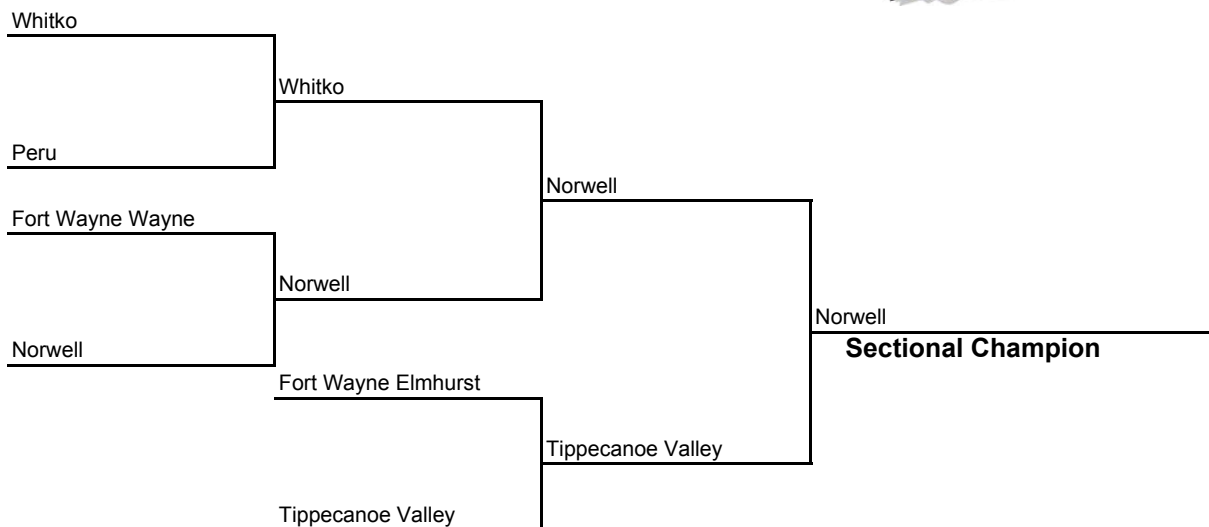 Whitko
Whitko
Peru
Norwell
Fort Wayne Wayne
Norwell
Norwell
Norwell
Sectional Champion
Fort Wayne Elmhurst
Tippecanoe Valley
Tippecanoe Valley